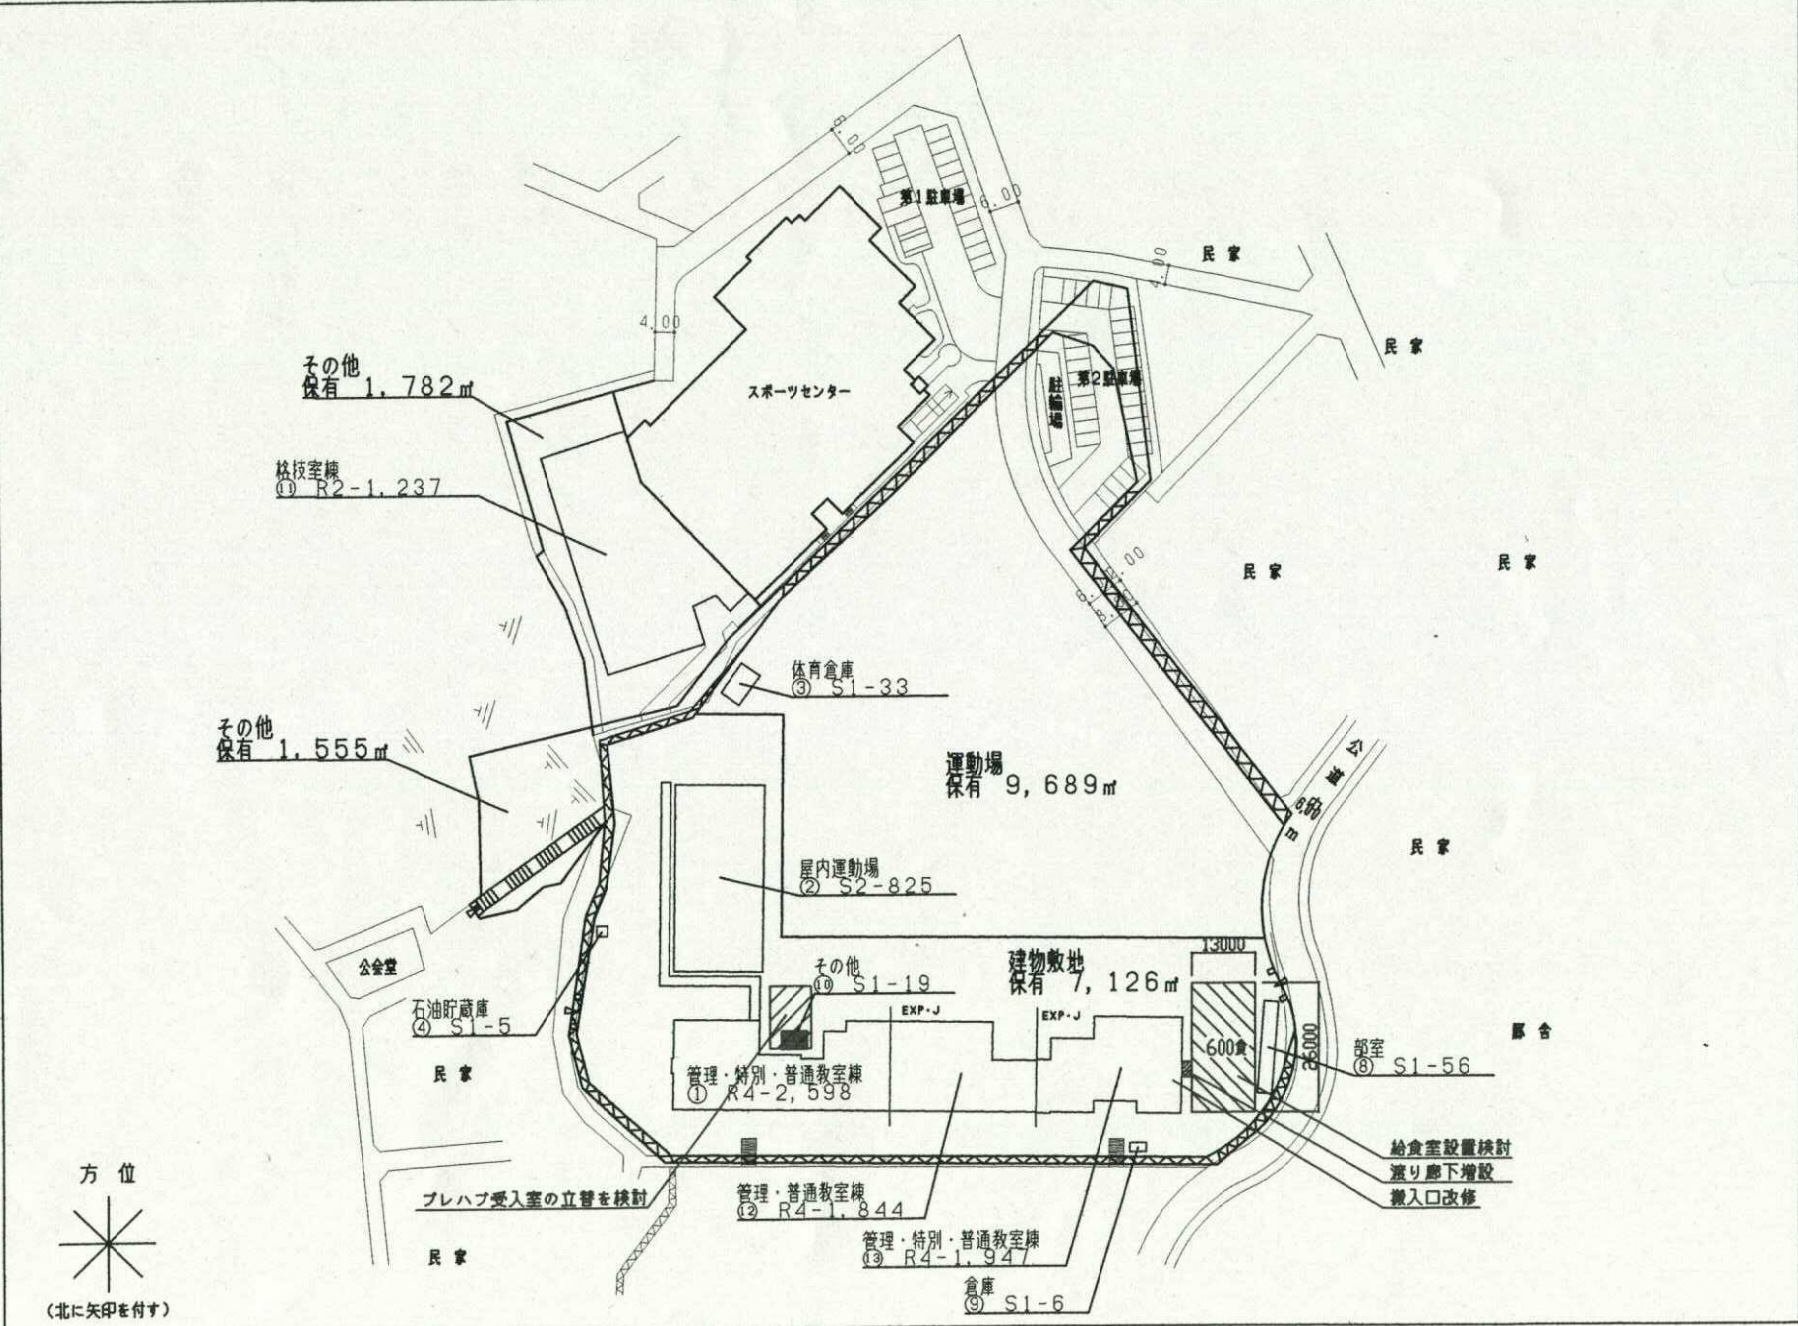 6.00
第1駐車場
6.00
民家
4.00
4.00
民家
その他
保有 1,782㎡
スポーツセンター
第2駐車場
駐輪場
格技室棟
⑪ R2-1,237
民家
民家
体育倉庫
③ S1-33
その他
保有 1,555㎡
公道
m
運動場
保有 9,689㎡
民家
屋内運動場
② S2-825
13000
建物敷地
保有 7,126㎡
その他
⑩ S1-19
公会堂
EXP・J
EXP・J
石油貯蔵庫
④ S1-5
豚舎
600食
26000
部室
⑧ S1-56
民家
管理・特別・普通教室棟
① R4-2,598
給食室設置検討
渡り廊下増設
搬入口改修
方位
プレハブ受入室の立替を検討
管理・普通教室棟
⑫ R4-1,844
管理・特別・普通教室棟
⑬ R4-1,947
民家
倉庫
⑨ S1-6
(北に矢印を付す)